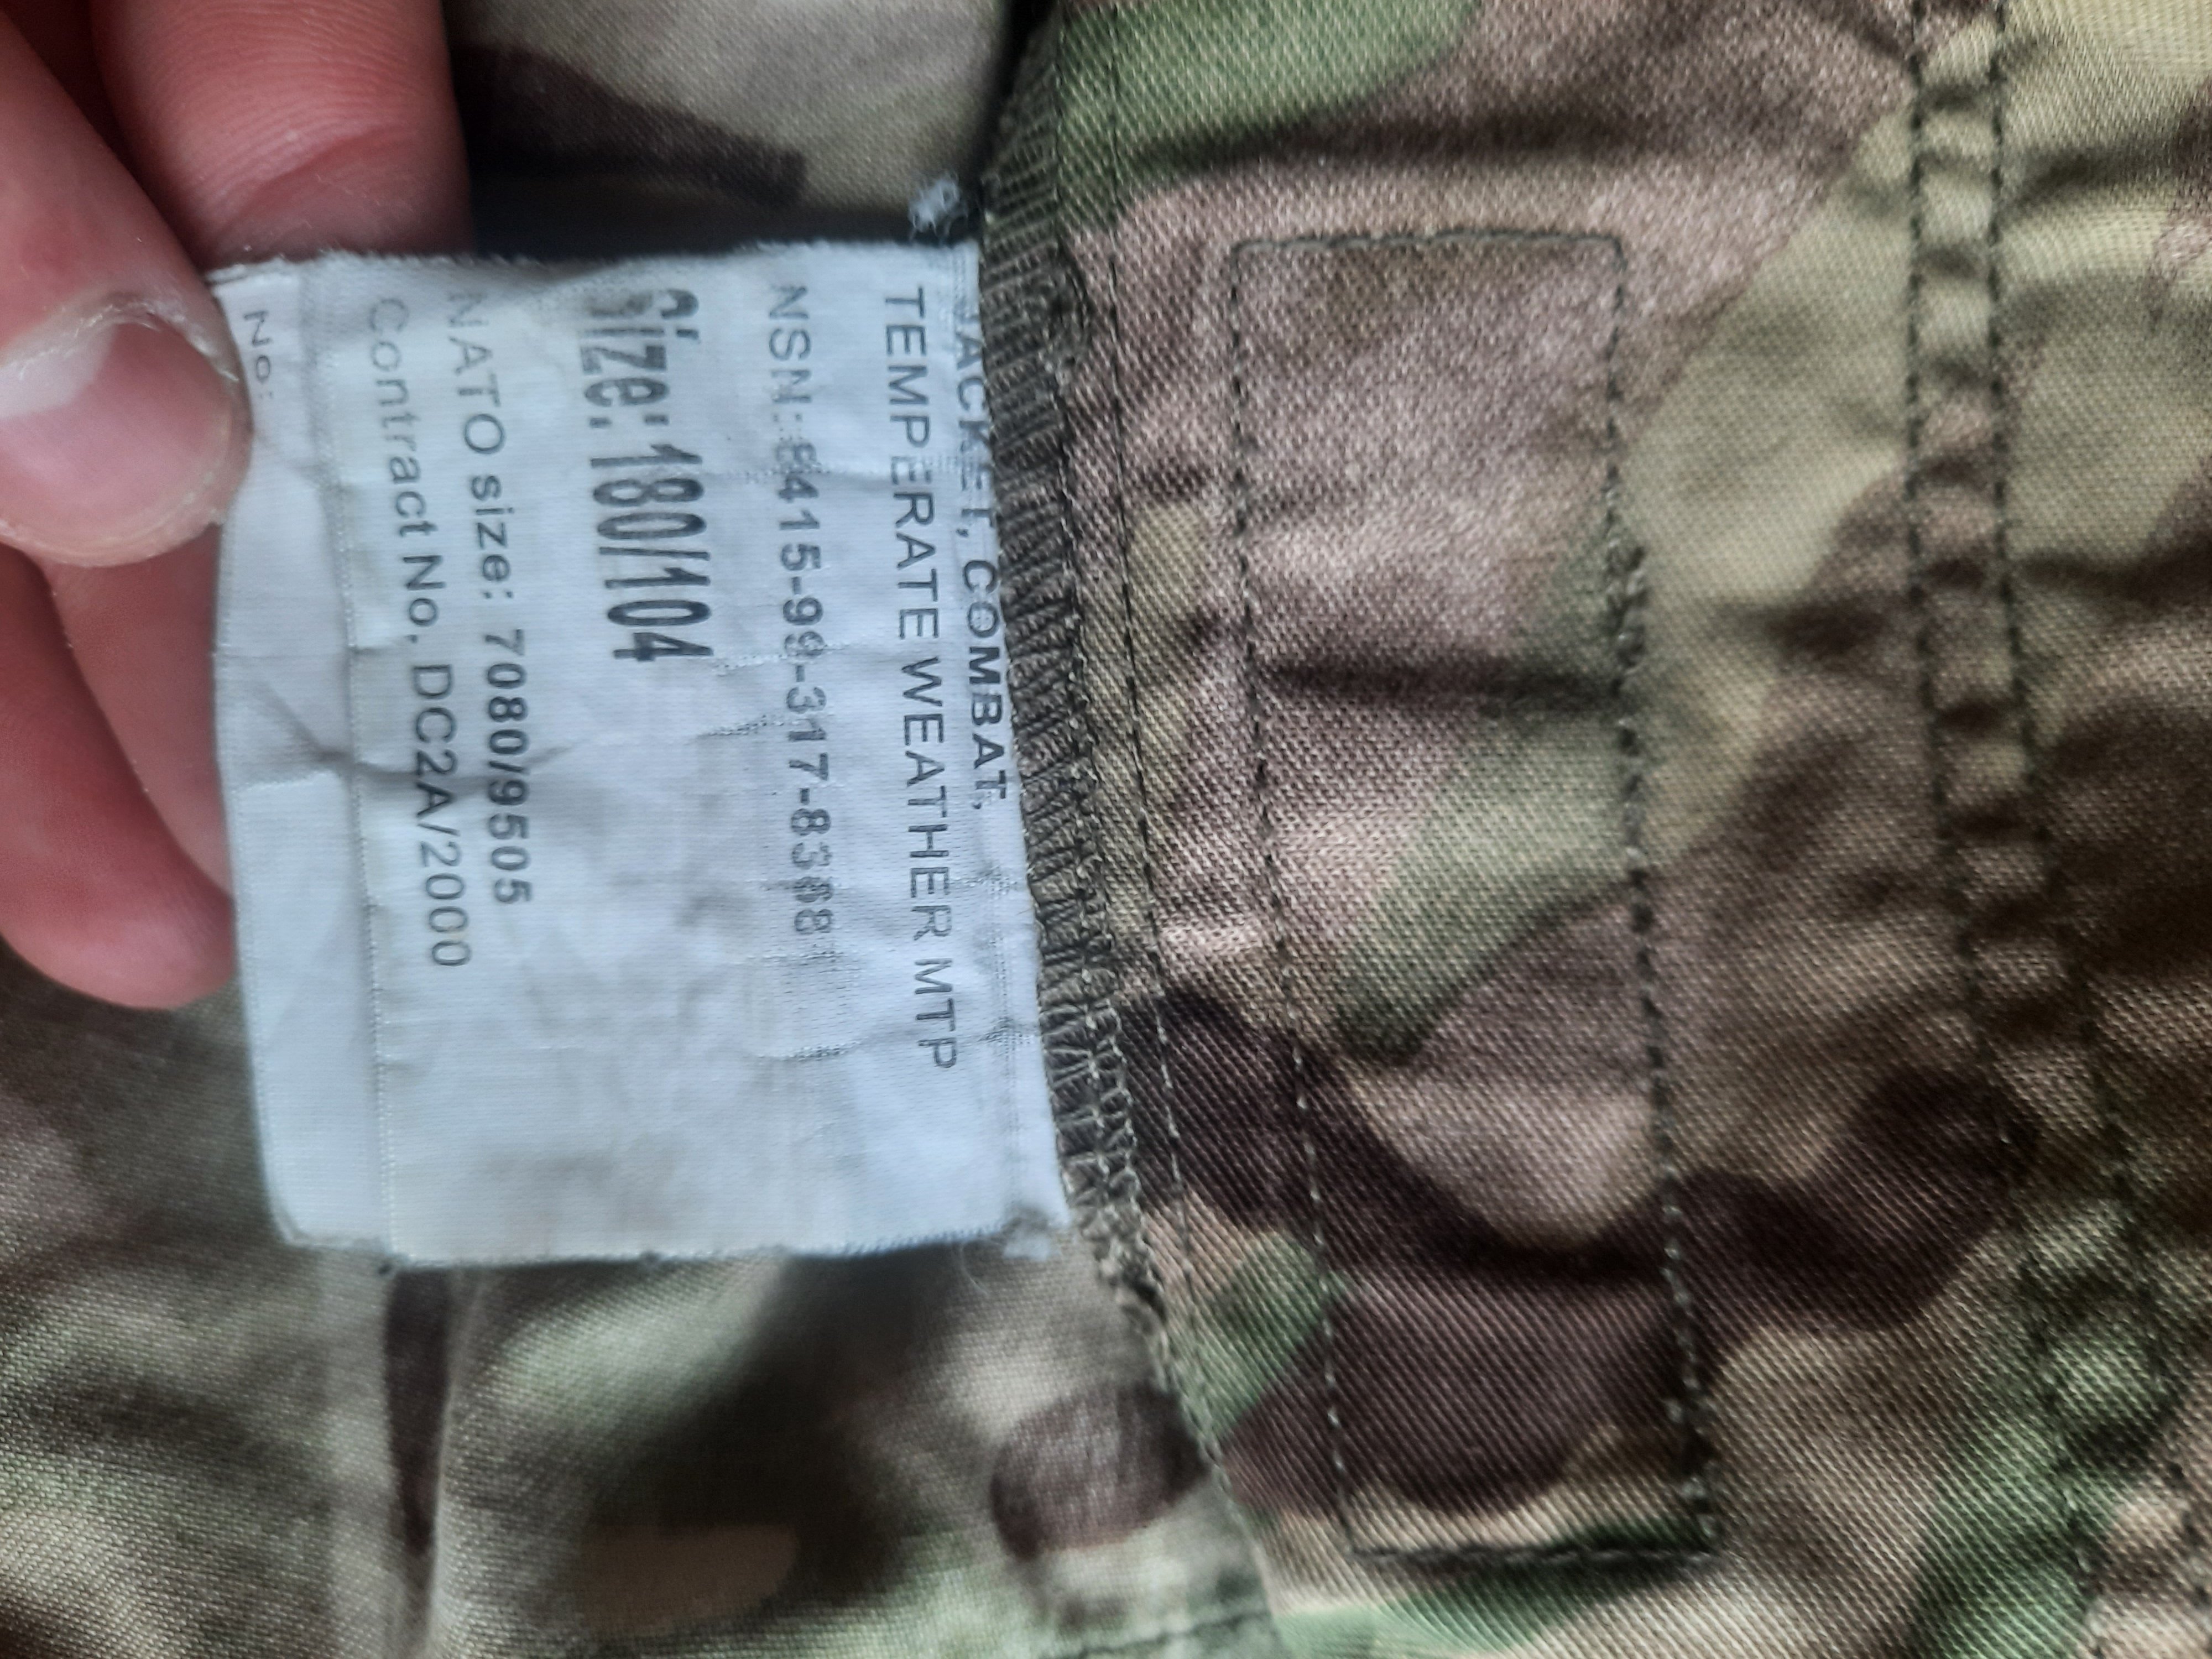 JACKET, COMBAT,
TEMPERATE WEATHER MTP
NSN: 8415-99-317-8368
Size: 180/104
NATO size: 7080/9505
Contract No. DC2A/2000
No: